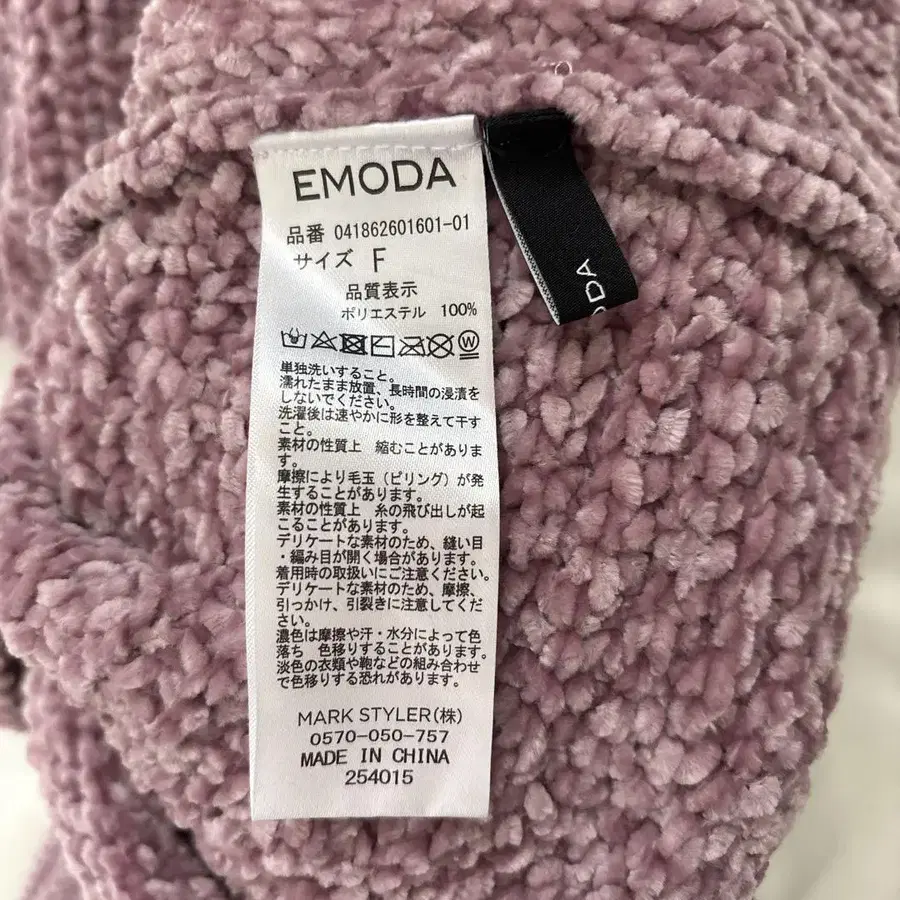 EMODA
品番 041862601601-01
サイズ F
品質表示
ポリエステル 100%
単独洗いすること。
濡れたまま放置、長時間の浸漬を
しないでください。
洗濯後は速やかに形を整えて干す
こと。
素材の性質上 縮むことがありま
す。
摩擦により毛玉(ピリング)が発
生することがあります。
素材の性質上 糸の飛び出しが起
こることがあります。
デリケートな素材のため、縫い目
・編み目が開く場合があります。
着用時の取扱いにご注意ください。
デリケートな素材のため、摩擦、
引っかけ、引裂きに注意してくだ
さい。
濃色は摩擦や汗・水分によって色
落ち 色移りすることがあります。
淡色の衣類や鞄などの組み合わせ
で色移りする恐れがあります。
MARK STYLER(株)
0570-050-757
MADE IN CHINA
254015
ODA